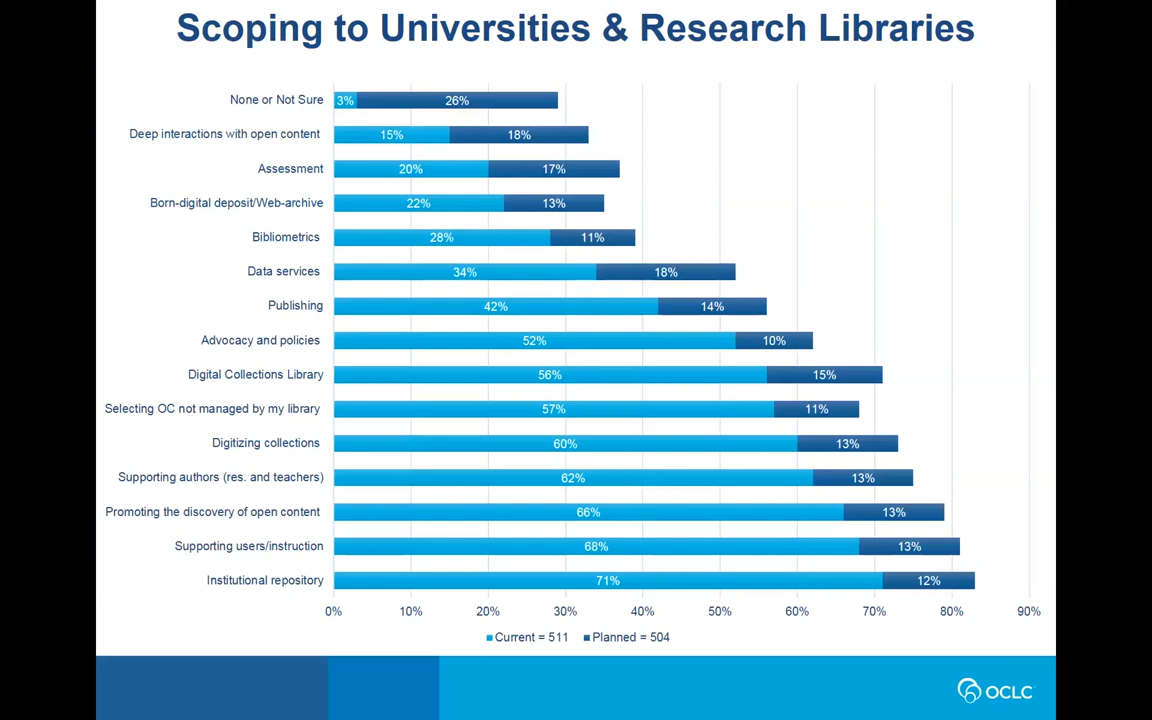 Scoping to Universities & Research Libraries
None or Not Sure 3% 26%
Deep interactions with open content 15% 18%
Assessment 20% 17%
Born-digital deposit/Web-archive 22% 13%
Bibliometrics 28% 11%
Data services 34% 18%
Publishing 42% 14%
Advocacy and policies 52% 10%
Digital Collections Library 56% 15%
Selecting OC not managed by my library 57% 11%
Digitizing collections 60% 13%
Supporting authors (res. and teachers) 62% 13%
Promoting the discovery of open content 66% 13%
Supporting users/instruction 68% 13%
Institutional repository 71% 12%
0% 10% 20% 30% 40% 50% 60% 70% 80% 90%
Current = 511 Planned = 504
OCLC